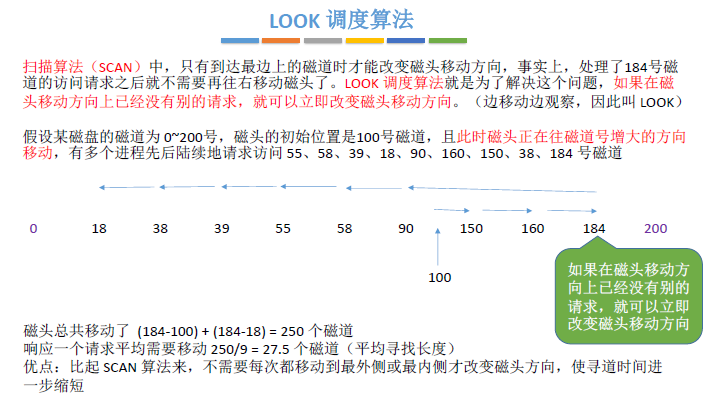 LOOK 调度算法
扫描算法（SCAN）中，只有到达最边上的磁道时才能改变磁头移动方向，事实上，处理了184号磁
道的访问请求之后就不需要再往右移动磁头了。LOOK 调度算法就是为了解决这个问题，如果在磁
头移动方向上已经没有别的请求，就可以立即改变磁头移动方向。（边移动边观察，因此叫 LOOK）
假设某磁盘的磁道为 0~200号，磁头的初始位置是100号磁道，且此时磁头正在往磁道号增大的方向
移动，有多个进程先后陆续地请求访问 55、58、39、18、90、160、150、38、184 号磁道
0 18 38 39 55 58 90 150 160 184 200
100
如果在磁头移动方
向上已经没有别的
请求，就可以立即
改变磁头移动方向
磁头总共移动了 (184-100) + (184-18) = 250 个磁道
响应一个请求平均需要移动 250/9 = 27.5 个磁道（平均寻找长度）
优点：比起 SCAN 算法来，不需要每次都移动到最外侧或最内侧才改变磁头方向，使寻道时间进
一步缩短